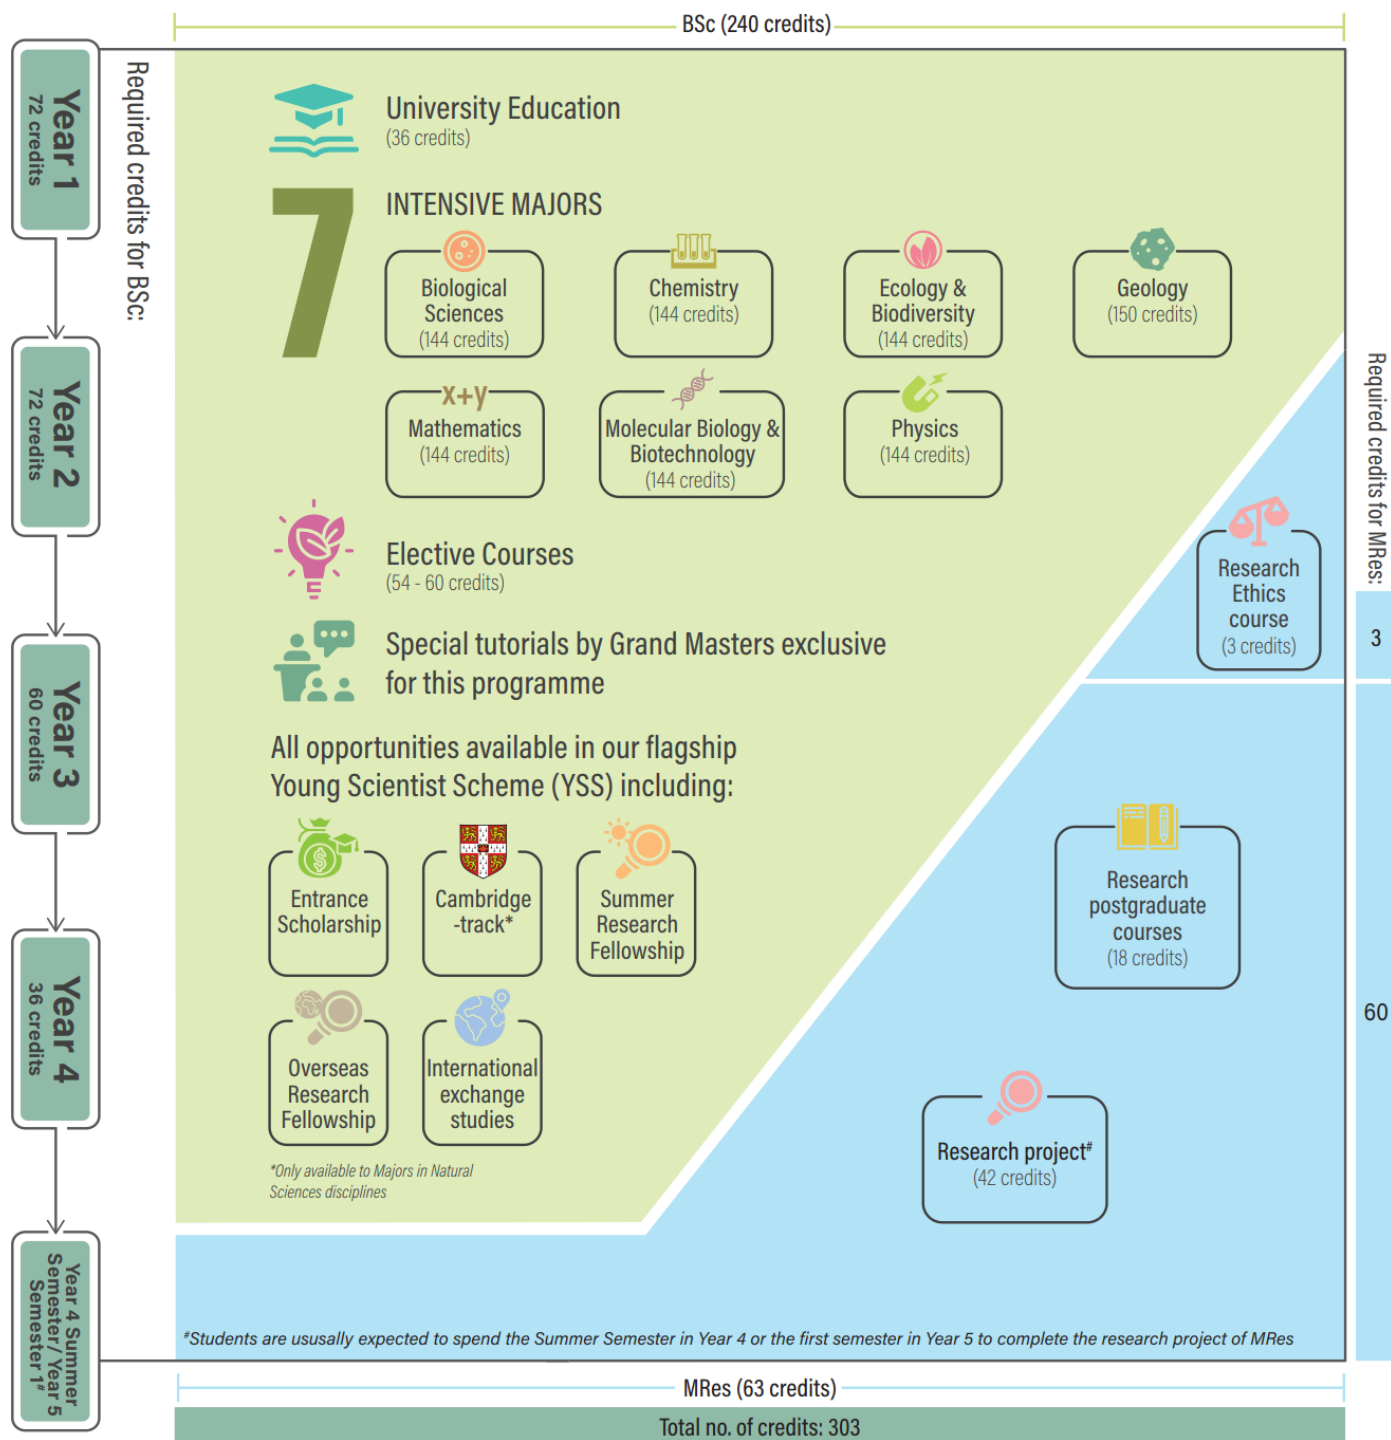 BSc (240 credits)
Year 1
72 credits
Required credits for BSc:
University Education
(36 credits)
7
INTENSIVE MAJORS
Biological
Sciences
(144 credits)
Chemistry
(144 credits)
Ecology &
Biodiversity
(144 credits)
Geology
(150 credits)
x+y
Mathematics
(144 credits)
Molecular Biology &
Biotechnology
(144 credits)
Physics
(144 credits)
Year 2
72 credits
Elective Courses
(54 - 60 credits)
Special tutorials by Grand Masters exclusive
for this programme
Year 3
60 credits
All opportunities available in our flagship
Young Scientist Scheme (YSS) including:
$
Entrance
Scholarship
Cambridge
-track*
Summer
Research
Fellowship
Year 4
36 credits
Overseas
Research
Fellowship
International
exchange
studies
*Only available to Majors in Natural
Sciences disciplines
Required credits for MRes:
Research
Ethics
course
(3 credits)
3
Research
postgraduate
courses
(18 credits)
60
Research project#
(42 credits)
Year 4 Summer
Semester/ Year 5
Semester 1#
#Students are ususally expected to spend the Summer Semester in Year 4 or the first semester in Year 5 to complete the research project of MRes
MRes (63 credits)
Total no. of credits: 303